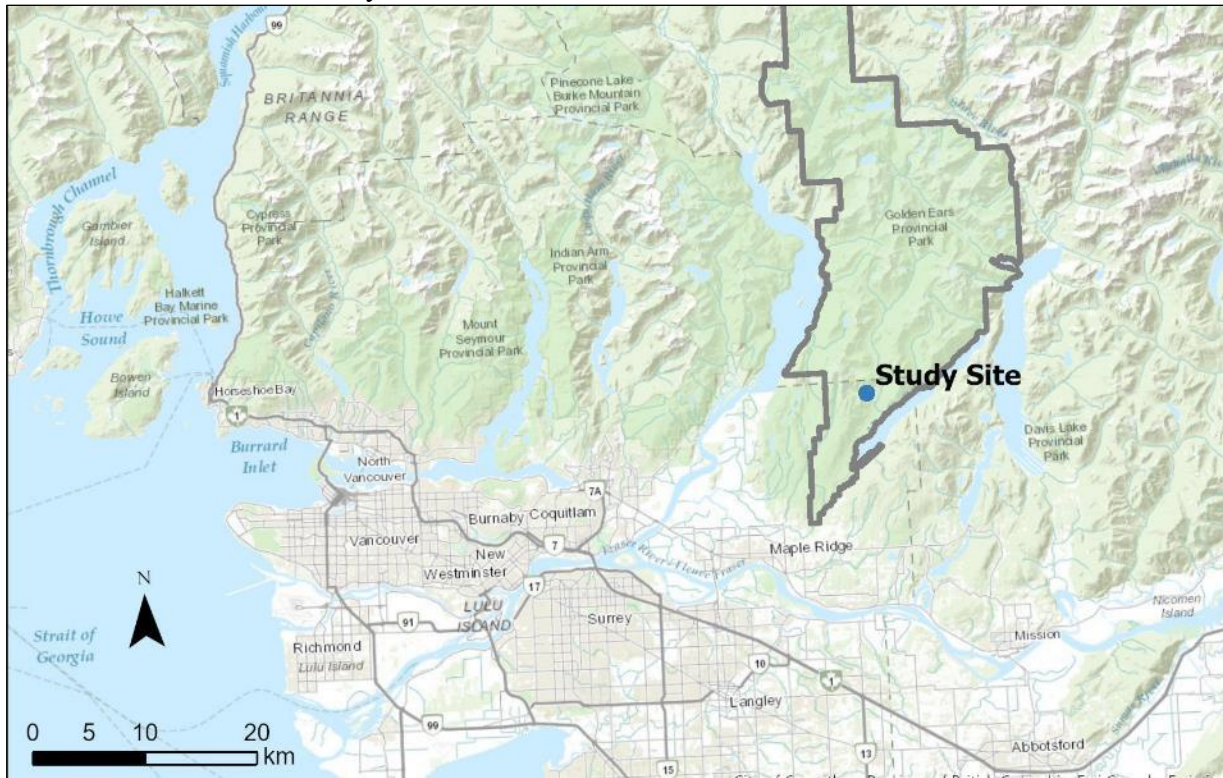 99
Squamish Harbour
BRITANNIA
RANGE
Pinecone Lake -
Burke Mountain
Provincial Park
Thornbrough Channel
Gambier
Island
Cypress
Provincial
Park
Golden Ears
Provincial
Park
Indian Arm
Provincial
Park
Halkett
Bay Marine
Provincial Park
Howe
Sound
Mount
Seymour
Provincial Park
Bowen
Island
Horseshoe Bay
Study Site
1
Davis Lake
Provincial
Park
Burrard
Inlet
North
Vancouver
7A
Burnaby
Coquitlam
Vancouver
7
Maple Ridge
New
Westminster
17
Nicomen
Island
N
LULU
ISLAND
91
Surrey
Strait of
Georgia
Richmond
Lulu Island
Mission
10
1
Langley
0 5 10 20
km
99
13
Abbotsford
15